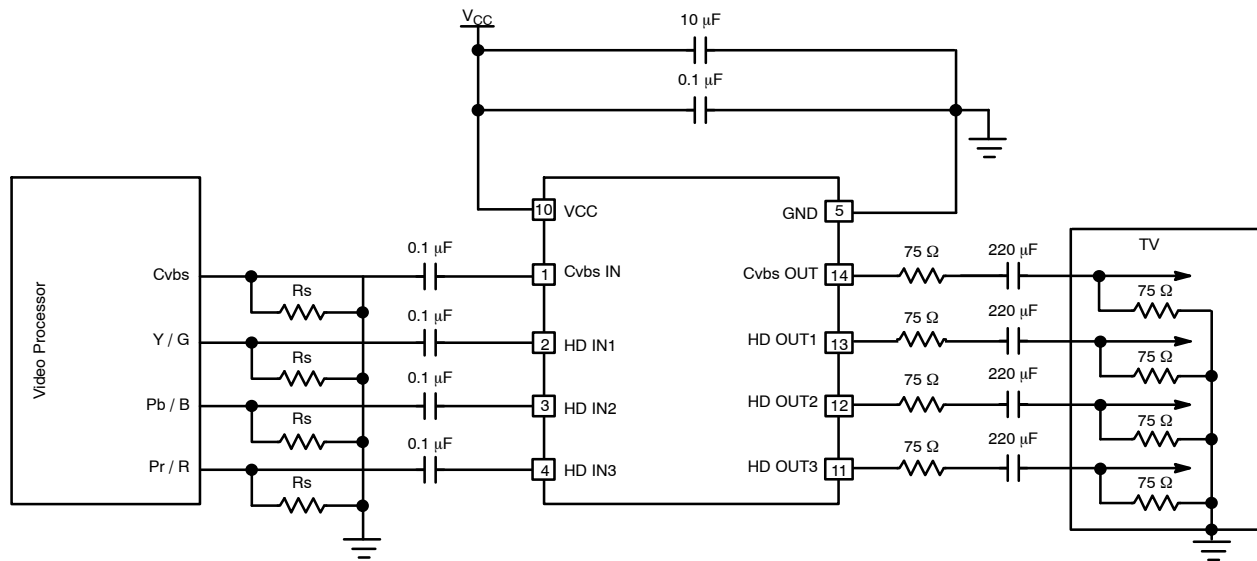 V_CC
10 μF
0.1 μF
10 VCC
GND 5
TV
Video Processor
Cvbs
Rs
0.1 μF
1 Cvbs IN
Cvbs OUT 14
75 Ω
220 μF
75 Ω
Y / G
Rs
0.1 μF
2 HD IN1
HD OUT1 13
75 Ω
220 μF
75 Ω
Pb / B
Rs
0.1 μF
3 HD IN2
HD OUT2 12
75 Ω
220 μF
75 Ω
Pr / R
Rs
0.1 μF
4 HD IN3
HD OUT3 11
75 Ω
220 μF
75 Ω